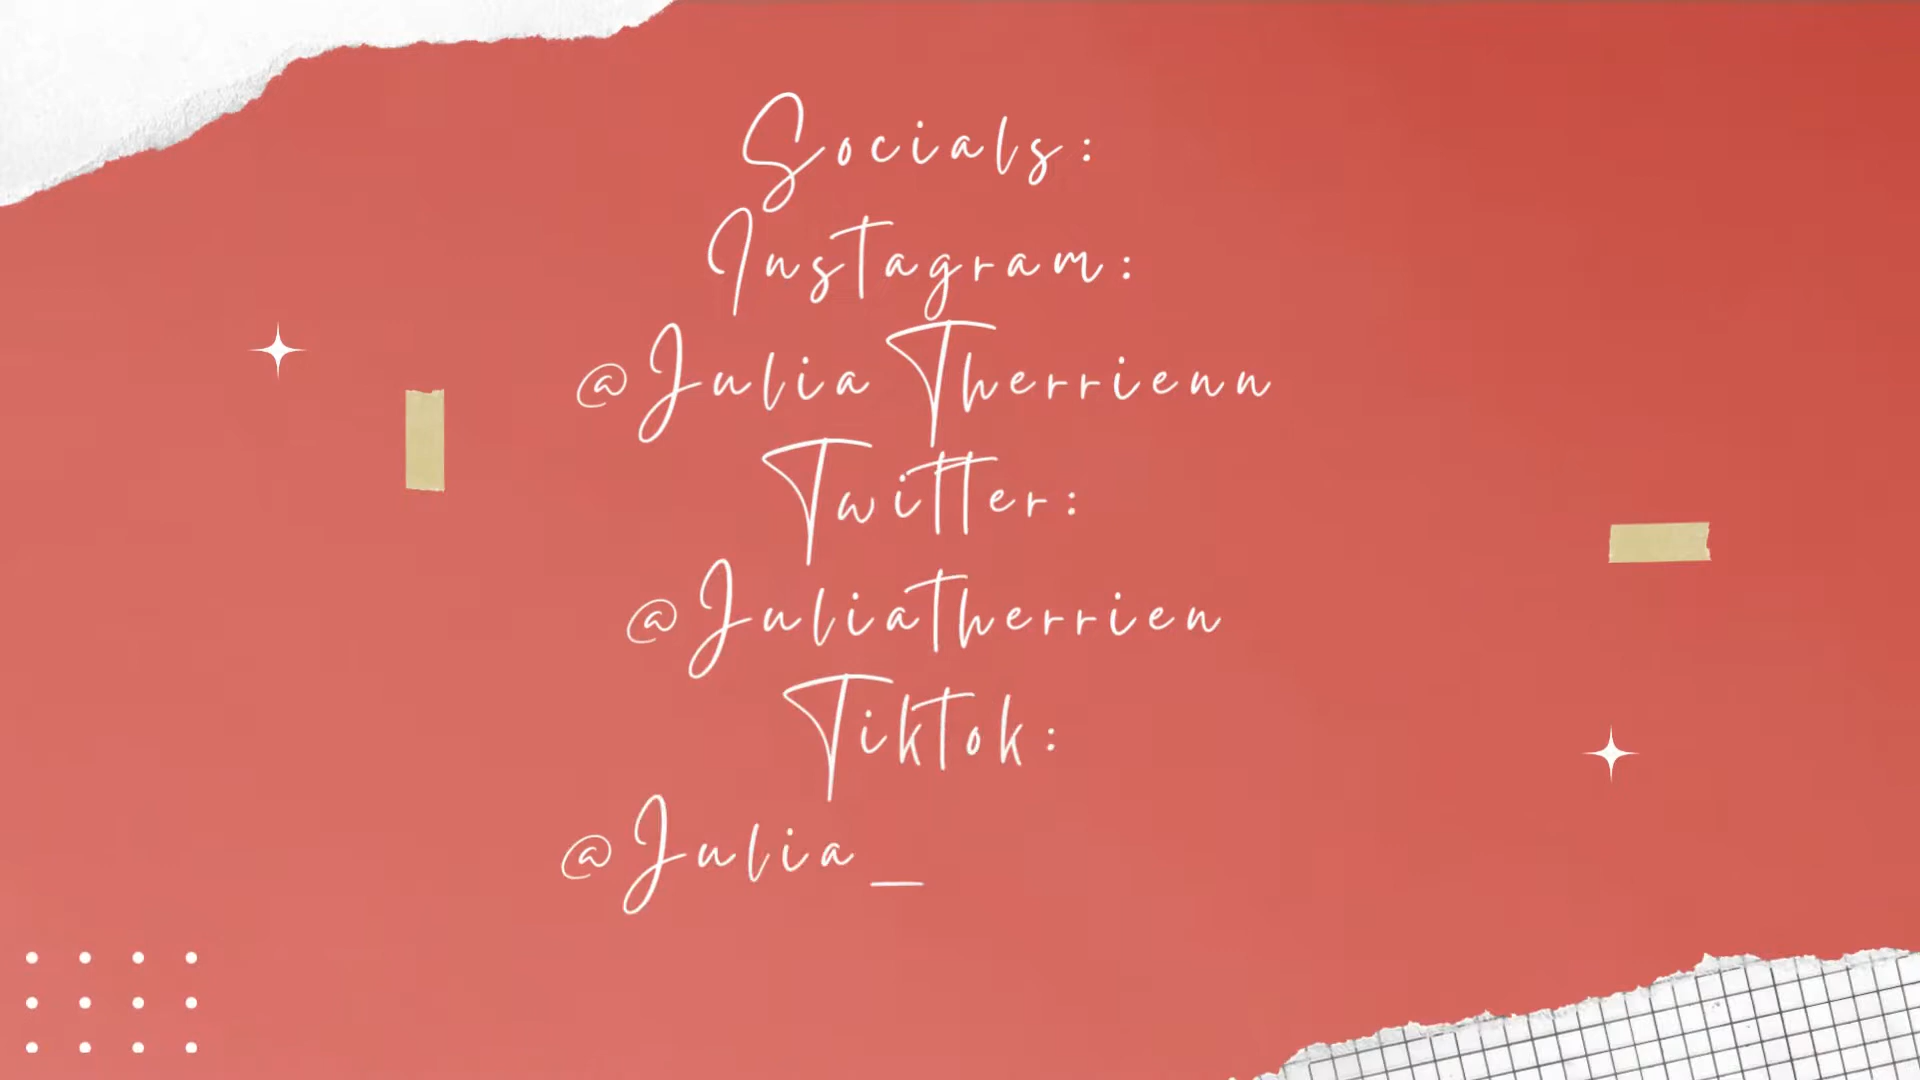 Socials:
Instagram:
@Julia Therrienn
Twitter:
@Juliatherrien
Tiktok:
@Julia_